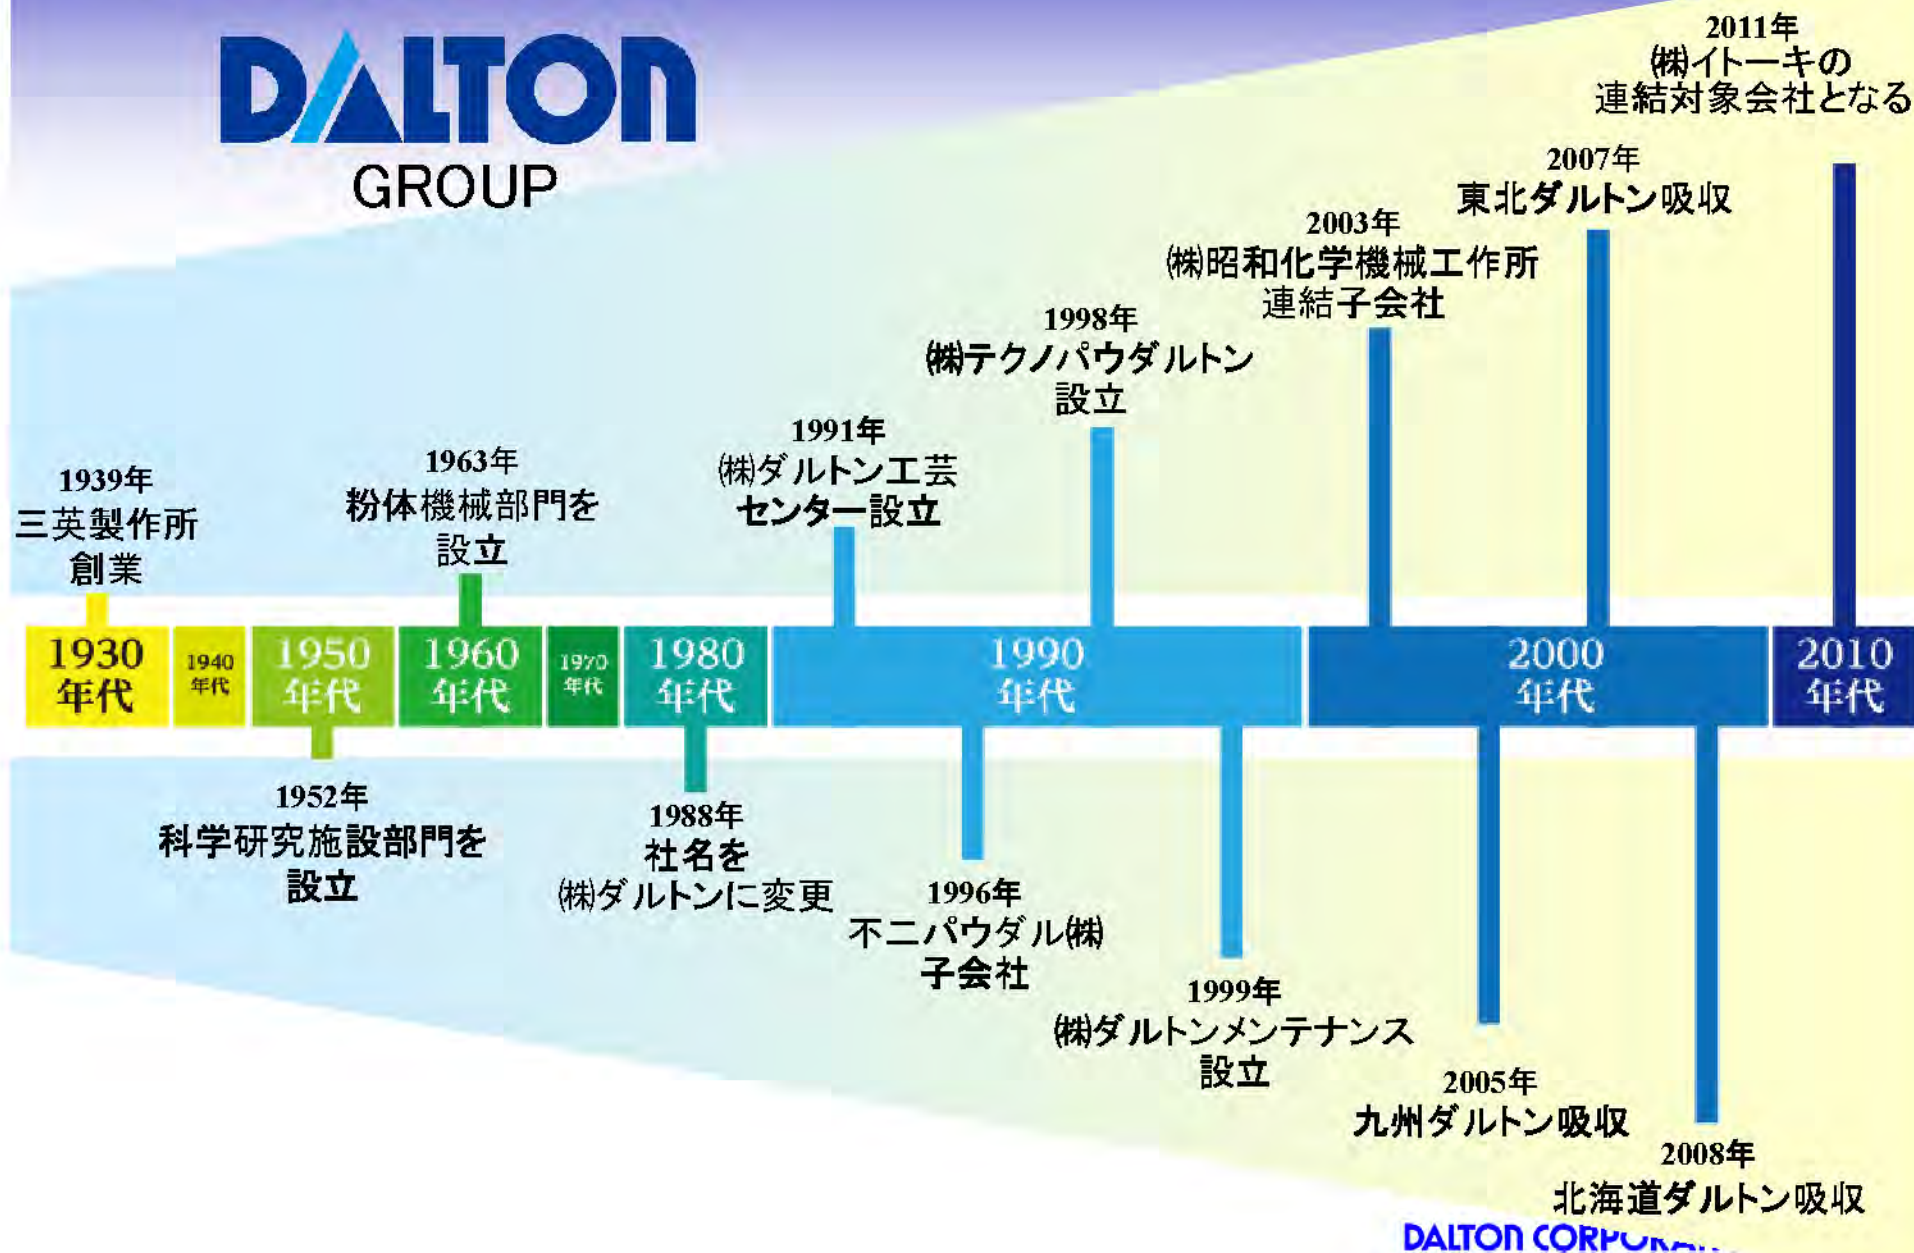 DALTON
GROUP
2011年
㈱イトーキの
連結対象会社となる
2007年
東北ダルトン吸収
2003年
㈱昭和化学機械工作所
連結子会社
1998年
㈱テクノパウダルトン
設立
1991年
㈱ダルトン工芸
センター設立
1963年
粉体機械部門を
設立
1939年
三英製作所
創業
1930
年代
1940
年代
1950
年代
1960
年代
1970
年代
1980
年代
1990
年代
2000
年代
2010
年代
1952年
科学研究施設部門を
設立
1988年
社名を
㈱ダルトンに変更
1996年
不二パウダル㈱
子会社
1999年
㈱ダルトンメンテナンス
設立
2005年
九州ダルトン吸収
2008年
北海道ダルトン吸収
DALTON